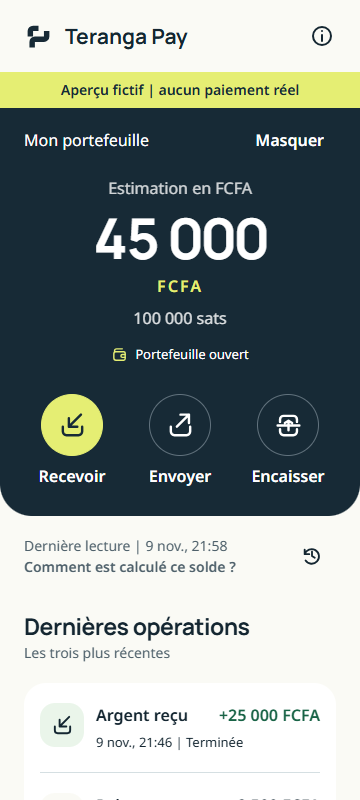 Teranga Pay
Aperçu fictif | aucun paiement réel
Mon portefeuille
Masquer
Estimation en FCFA
45 000
FCFA
100 000 sats
Portefeuille ouvert
Recevoir
Envoyer
Encaisser
Dernière lecture | 9 nov., 21:58
Comment est calculé ce solde ?
Dernières opérations
Les trois plus récentes
Argent reçu
+25 000 FCFA
9 nov., 21:46 | Terminée